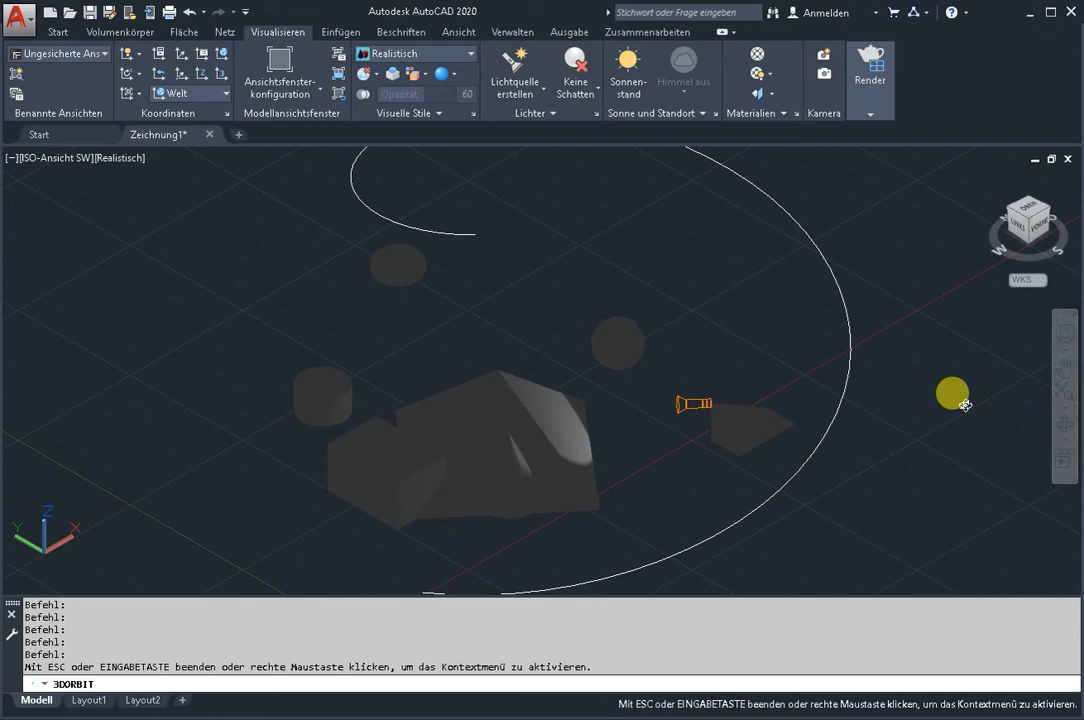 Autodesk AutoCAD 2020
Stichwort oder Frage eingeben
Anmelden
Start Volumenkörper Fläche Netz Visualisieren Einfügen Beschriften Ansicht Verwalten Ausgabe Zusammenarbeiten
Ungesicherte Ans
Welt
Benannte Ansichten
Koordinaten
Ansichtsfenster-
konfiguration
Modellansichtsfenster
Realistisch
Opazität 60
Visuelle Stile
Lichtquelle
erstellen
Keine
Schatten
Lichter
Sonnen-
stand
Himmel aus
Sonne und Standort
Materialien
Kamera
Render
Start Zeichnung1*
[−][ISO-Ansicht SW][Realistisch]
OBEN
LINKS
VORNE
W
S
WKS
Z
Y
X
Befehl:
Befehl:
Befehl:
Befehl:
Befehl:
Mit ESC oder EINGABETASTE beenden oder rechte Maustaste klicken, um das Kontextmenü zu aktivieren.
3DORBIT
Modell Layout1 Layout2
Mit ESC oder EINGABETASTE beenden oder rechte Maustaste klicken, um das Kontextmenü zu aktivieren.